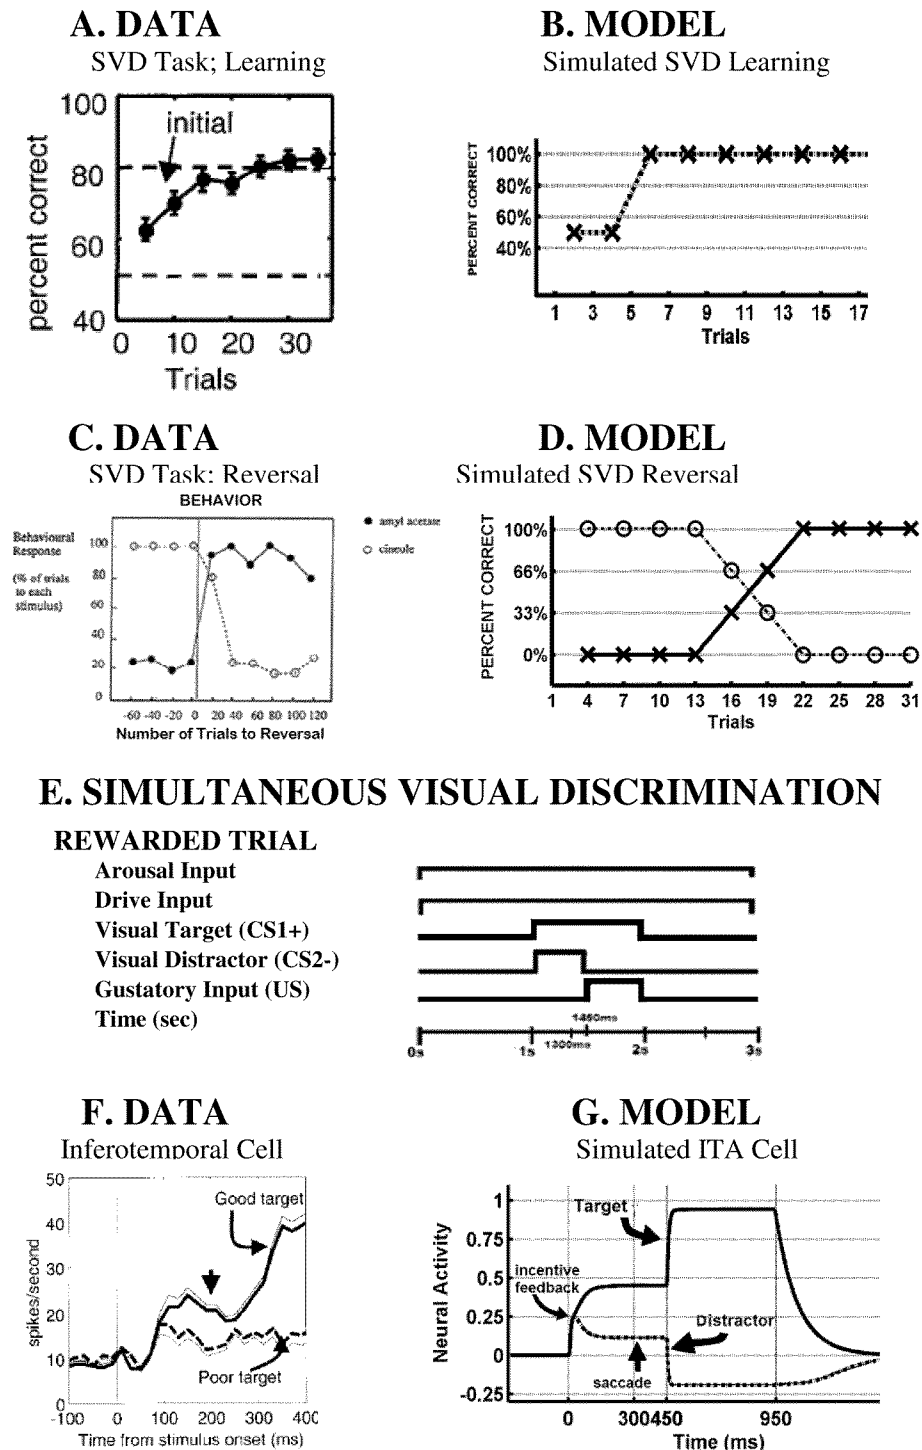 A. DATA
SVD Task; Learning
100
80
60
40
percent correct
initial
0 10 20 30
Trials
B. MODEL
Simulated SVD Learning
PERCENT CORRECT
100%
80%
60%
40%
1 3 5 7 9 11 13 15 17
Trials
C. DATA
SVD Task: Reversal
BEHAVIOR
Behavioural
Response
(% of trials
to each
stimulus)
100
80
60
40
20
0
-60 -40 -20 0 20 40 60 80 100 120
Number of Trials to Reversal
amyl acetate
cineole
D. MODEL
Simulated SVD Reversal
PERCENT CORRECT
100%
66%
33%
0%
1 4 7 10 13 16 19 22 25 28 31
Trials
E. SIMULTANEOUS VISUAL DISCRIMINATION
REWARDED TRIAL
Arousal Input
Drive Input
Visual Target (CS1+)
Visual Distractor (CS2-)
Gustatory Input (US)
Time (sec)
1450ms
0s 1s 1300ms 2s 3s
F. DATA
Inferotemporal Cell
50
40
30
20
10
0
spikes/second
Good target
Poor target
-100 0 100 200 300 400
Time from stimulus onset (ms)
G. MODEL
Simulated ITA Cell
Neural Activity
1
0.75
0.5
0.25
0
-0.25
Target
incentive
feedback
Distractor
saccade
0 300 450 950
Time (ms)